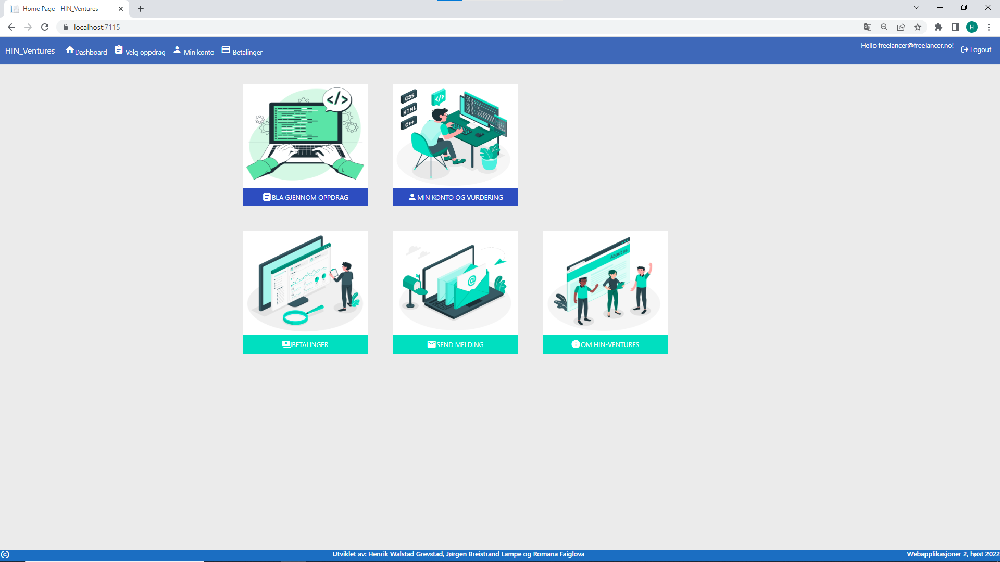 Home Page - HIN_Ventures
localhost:7115
H
HIN_Ventures Dashboard Velg oppdrag Min konto Betalinger Hello freelancer@freelancer.no! Logout
</>
CSS
HTML
C++
</>
BLA GJENNOM OPPDRAG
MIN KONTO OG VURDERING
@
About us
BETALINGER
SEND MELDING
OM HIN-VENTURES
© Utviklet av: Henrik Walstad Grevstad, Jørgen Breistrand Lampe og Romana Faiglova Webapplikasjoner 2, høst 2022